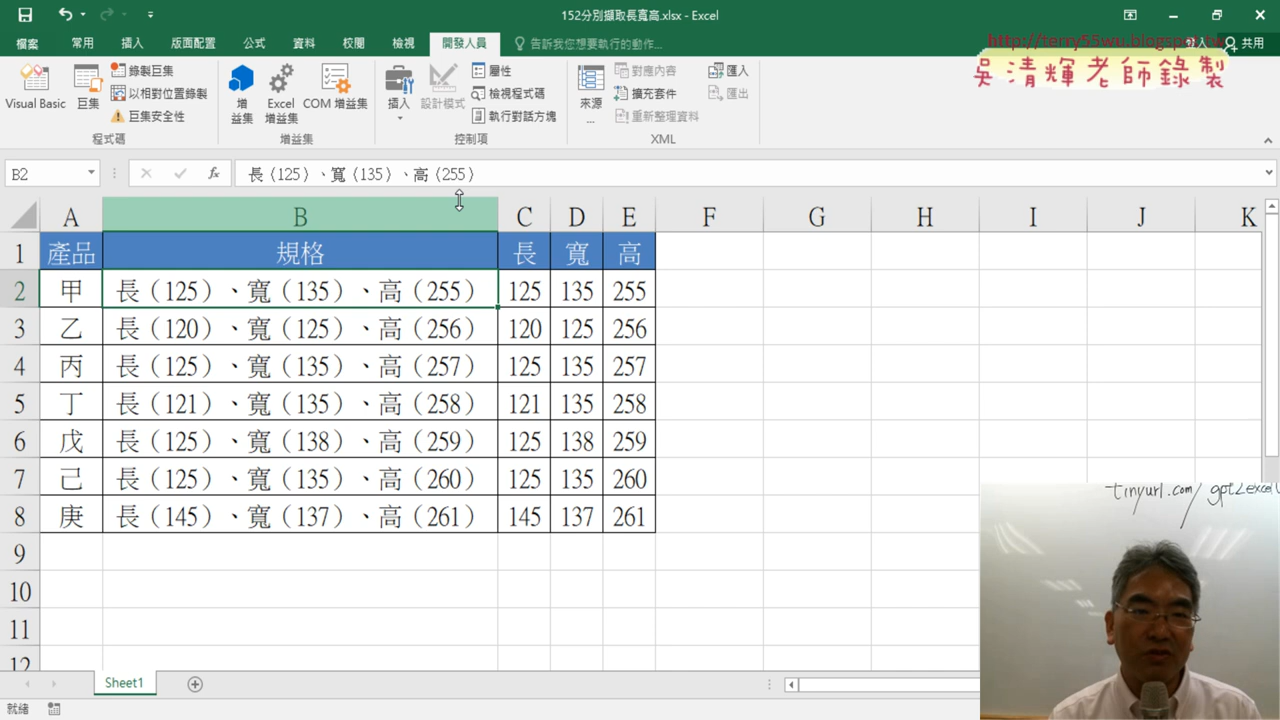 152分別擷取長寬高.xlsx - Excel
檔案 常用 插入 版面配置 公式 資料 校閱 檢視 開發人員 告訴我您想要執行的動作... 登入 共用
http://terry55wu.blogspot.tw
吳清輝老師錄製
Visual Basic 巨集 錄製巨集 以相對位置錄製 巨集安全性
增益集 Excel 增益集 COM 增益集
插入 設計模式 屬性 檢視程式碼 執行對話方塊
來源... 對應內容 擴充套件 重新整理資料 匯入 匯出
程式碼 增益集 控制項 XML
B2 fx 長（125）、寬（135）、高（255）
A B C D E F G H I J K
1 產品 規格 長 寬 高
2 甲 長（125）、寬（135）、高（255） 125 135 255
3 乙 長（120）、寬（125）、高（256） 120 125 256
4 丙 長（125）、寬（135）、高（257） 125 135 257
5 丁 長（121）、寬（135）、高（258） 121 135 258
6 戊 長（125）、寬（138）、高（259） 125 138 259
7 己 長（125）、寬（135）、高（260） 125 135 260
8 庚 長（145）、寬（137）、高（261） 145 137 261
9
10
11
12
tinyurl.com/gpt2excel
Sheet1
就緒